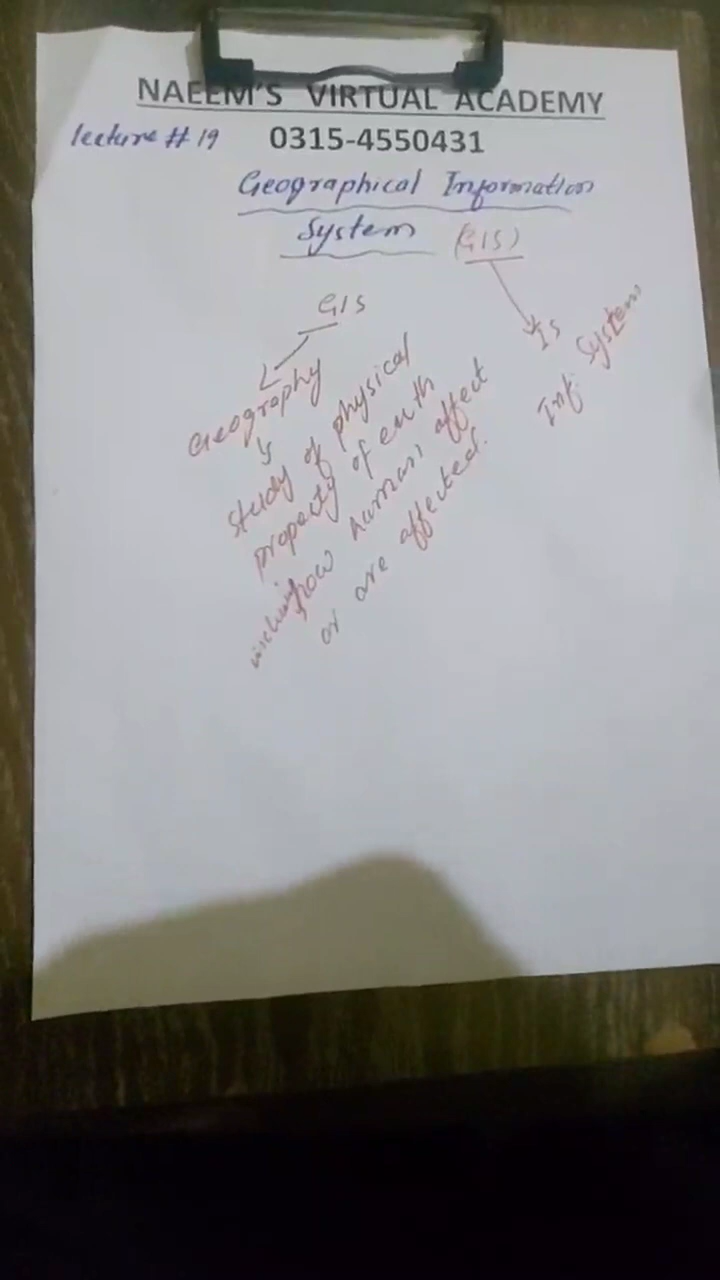 NAEEM'S VIRTUAL ACADEMY
lecture # 19
0315-4550431
Geographical Information
System (GIS)
GIS
Geography
Study of physical
property of earth
how humans affect
or are affected.
Is
Inf. System